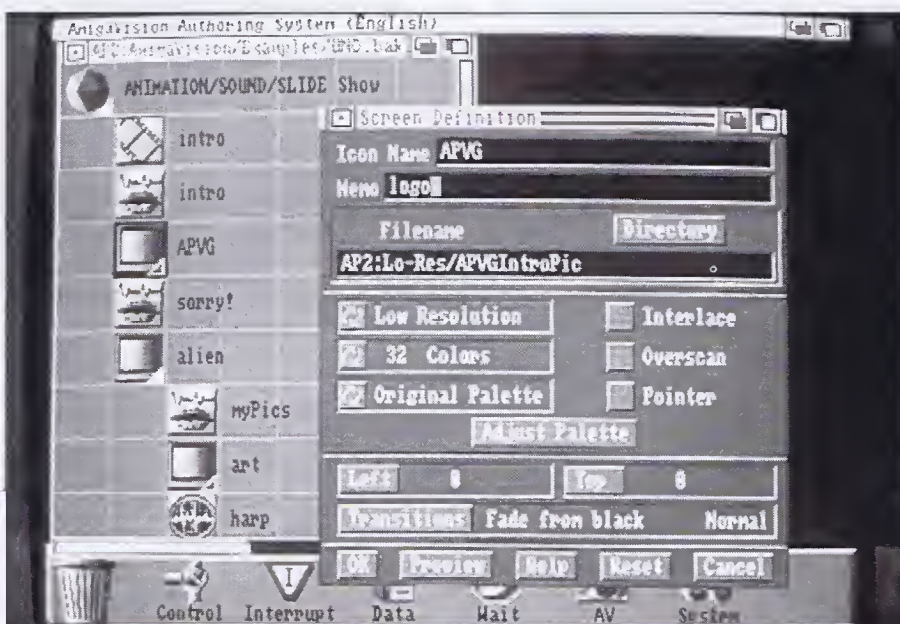 AmigaVision Authoring System (English)
ANIMATION/SOUND/SLIDE Show
intro
intro
APVG
sorry!
alien
myPics
art
harp
Screen Definition
Icon Name APVG
Memo logo
Filename Directory
AP2:Lo-Res/APVGIntroPic
Low Resolution Interlace
32 Colors Overscan
Original Palette Pointer
Adjust Palette
Left 0 Top 0
Transitions Fade from black Normal
OK Preview Help Reset Cancel
Control Interrupt Data Wait AV System